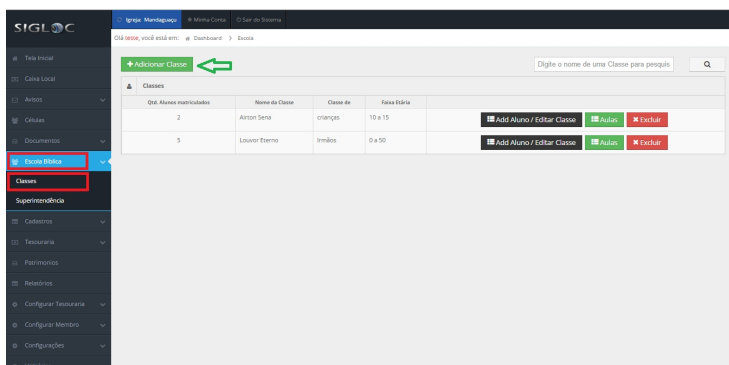 SIGLOC
Igreja: Mandaguaçu
Minha Conta
Sair do Sistema
Olá tesse, você está em: Dashboard > Escola
Tela Inicial
Caixa Local
Avisos
Células
Documentos
Escola Bíblica
Classes
Superintendência
Cadastros
Tesouraria
Patrimonios
Relatórios
Configurar Tesouraria
Configurar Membro
Configurações
+ Adicionar Classe
Digite o nome de uma Classe para pesquis
Classes
Qtd. Alunos matriculados Nome da Classe Classe de Faixa Etária
2 Airton Sena crianças 10 a 15 Add Aluno / Editar Classe Aulas Excluir
5 Louvor Eterno Irmãos 0 a 50 Add Aluno / Editar Classe Aulas Excluir